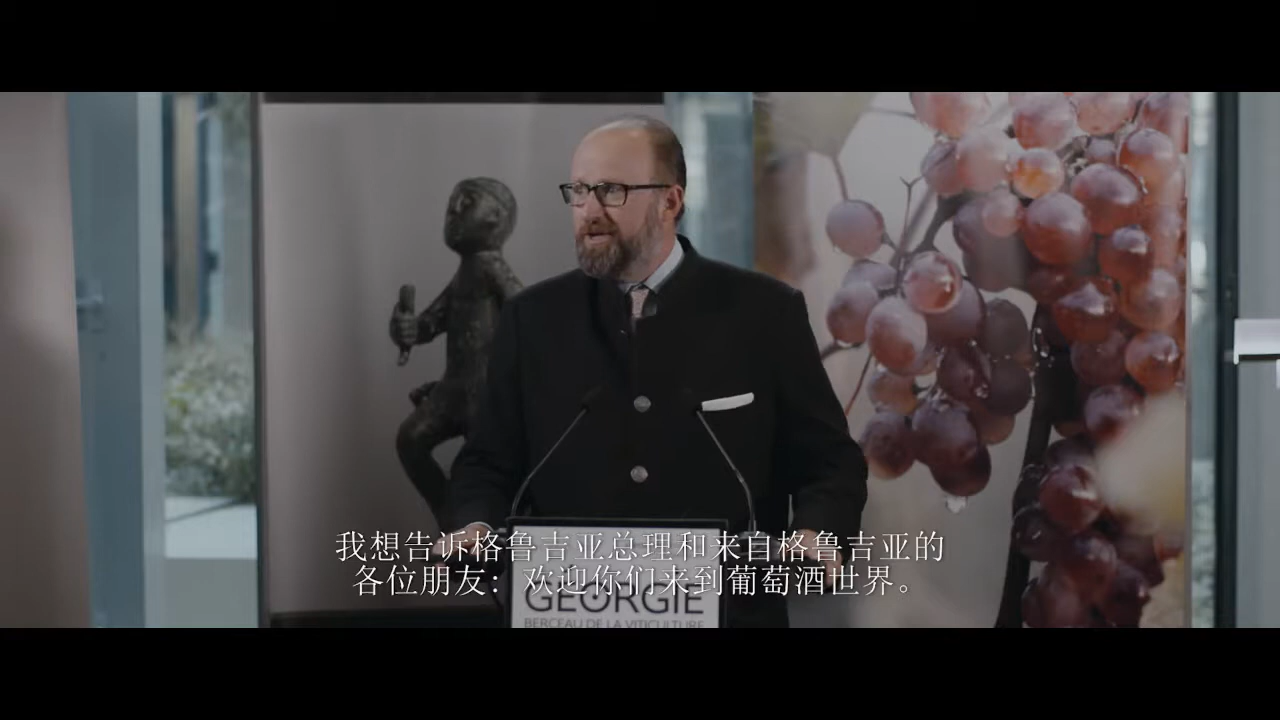 我想告诉格鲁吉亚总理和来自格鲁吉亚的
各位朋友：欢迎你们来到葡萄酒世界。
GÉORGIE
BERCEAU DE LA VITICULTURE